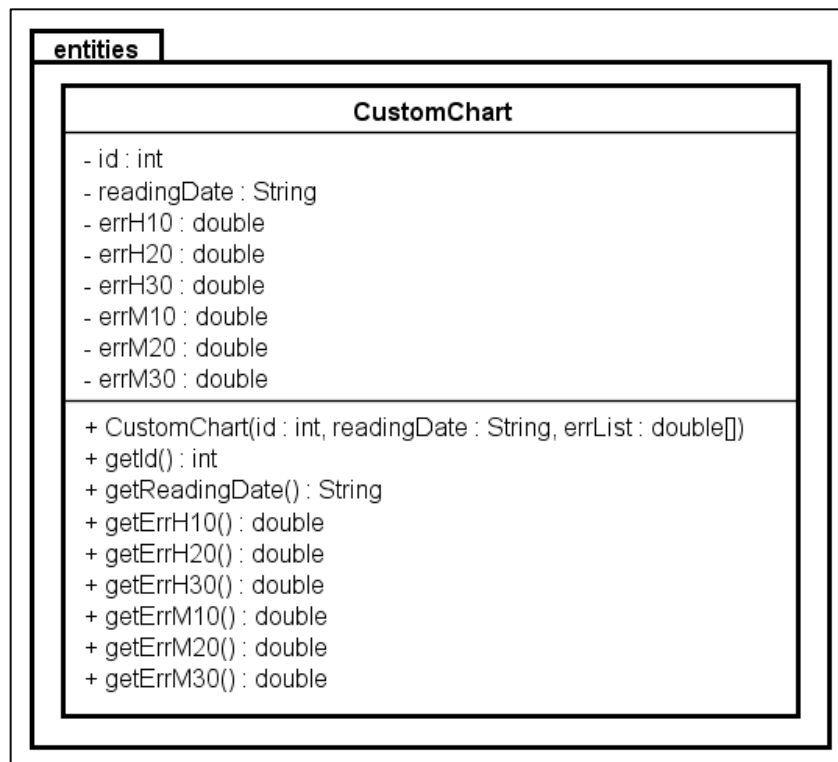 entities
CustomChart
- id : int
- readingDate : String
- errH10 : double
- errH20 : double
- errH30 : double
- errM10 : double
- errM20 : double
- errM30 : double
+ CustomChart(id : int, readingDate : String, errList : double[])
+ getId() : int
+ getReadingDate() : String
+ getErrH10() : double
+ getErrH20() : double
+ getErrH30() : double
+ getErrM10() : double
+ getErrM20() : double
+ getErrM30() : double